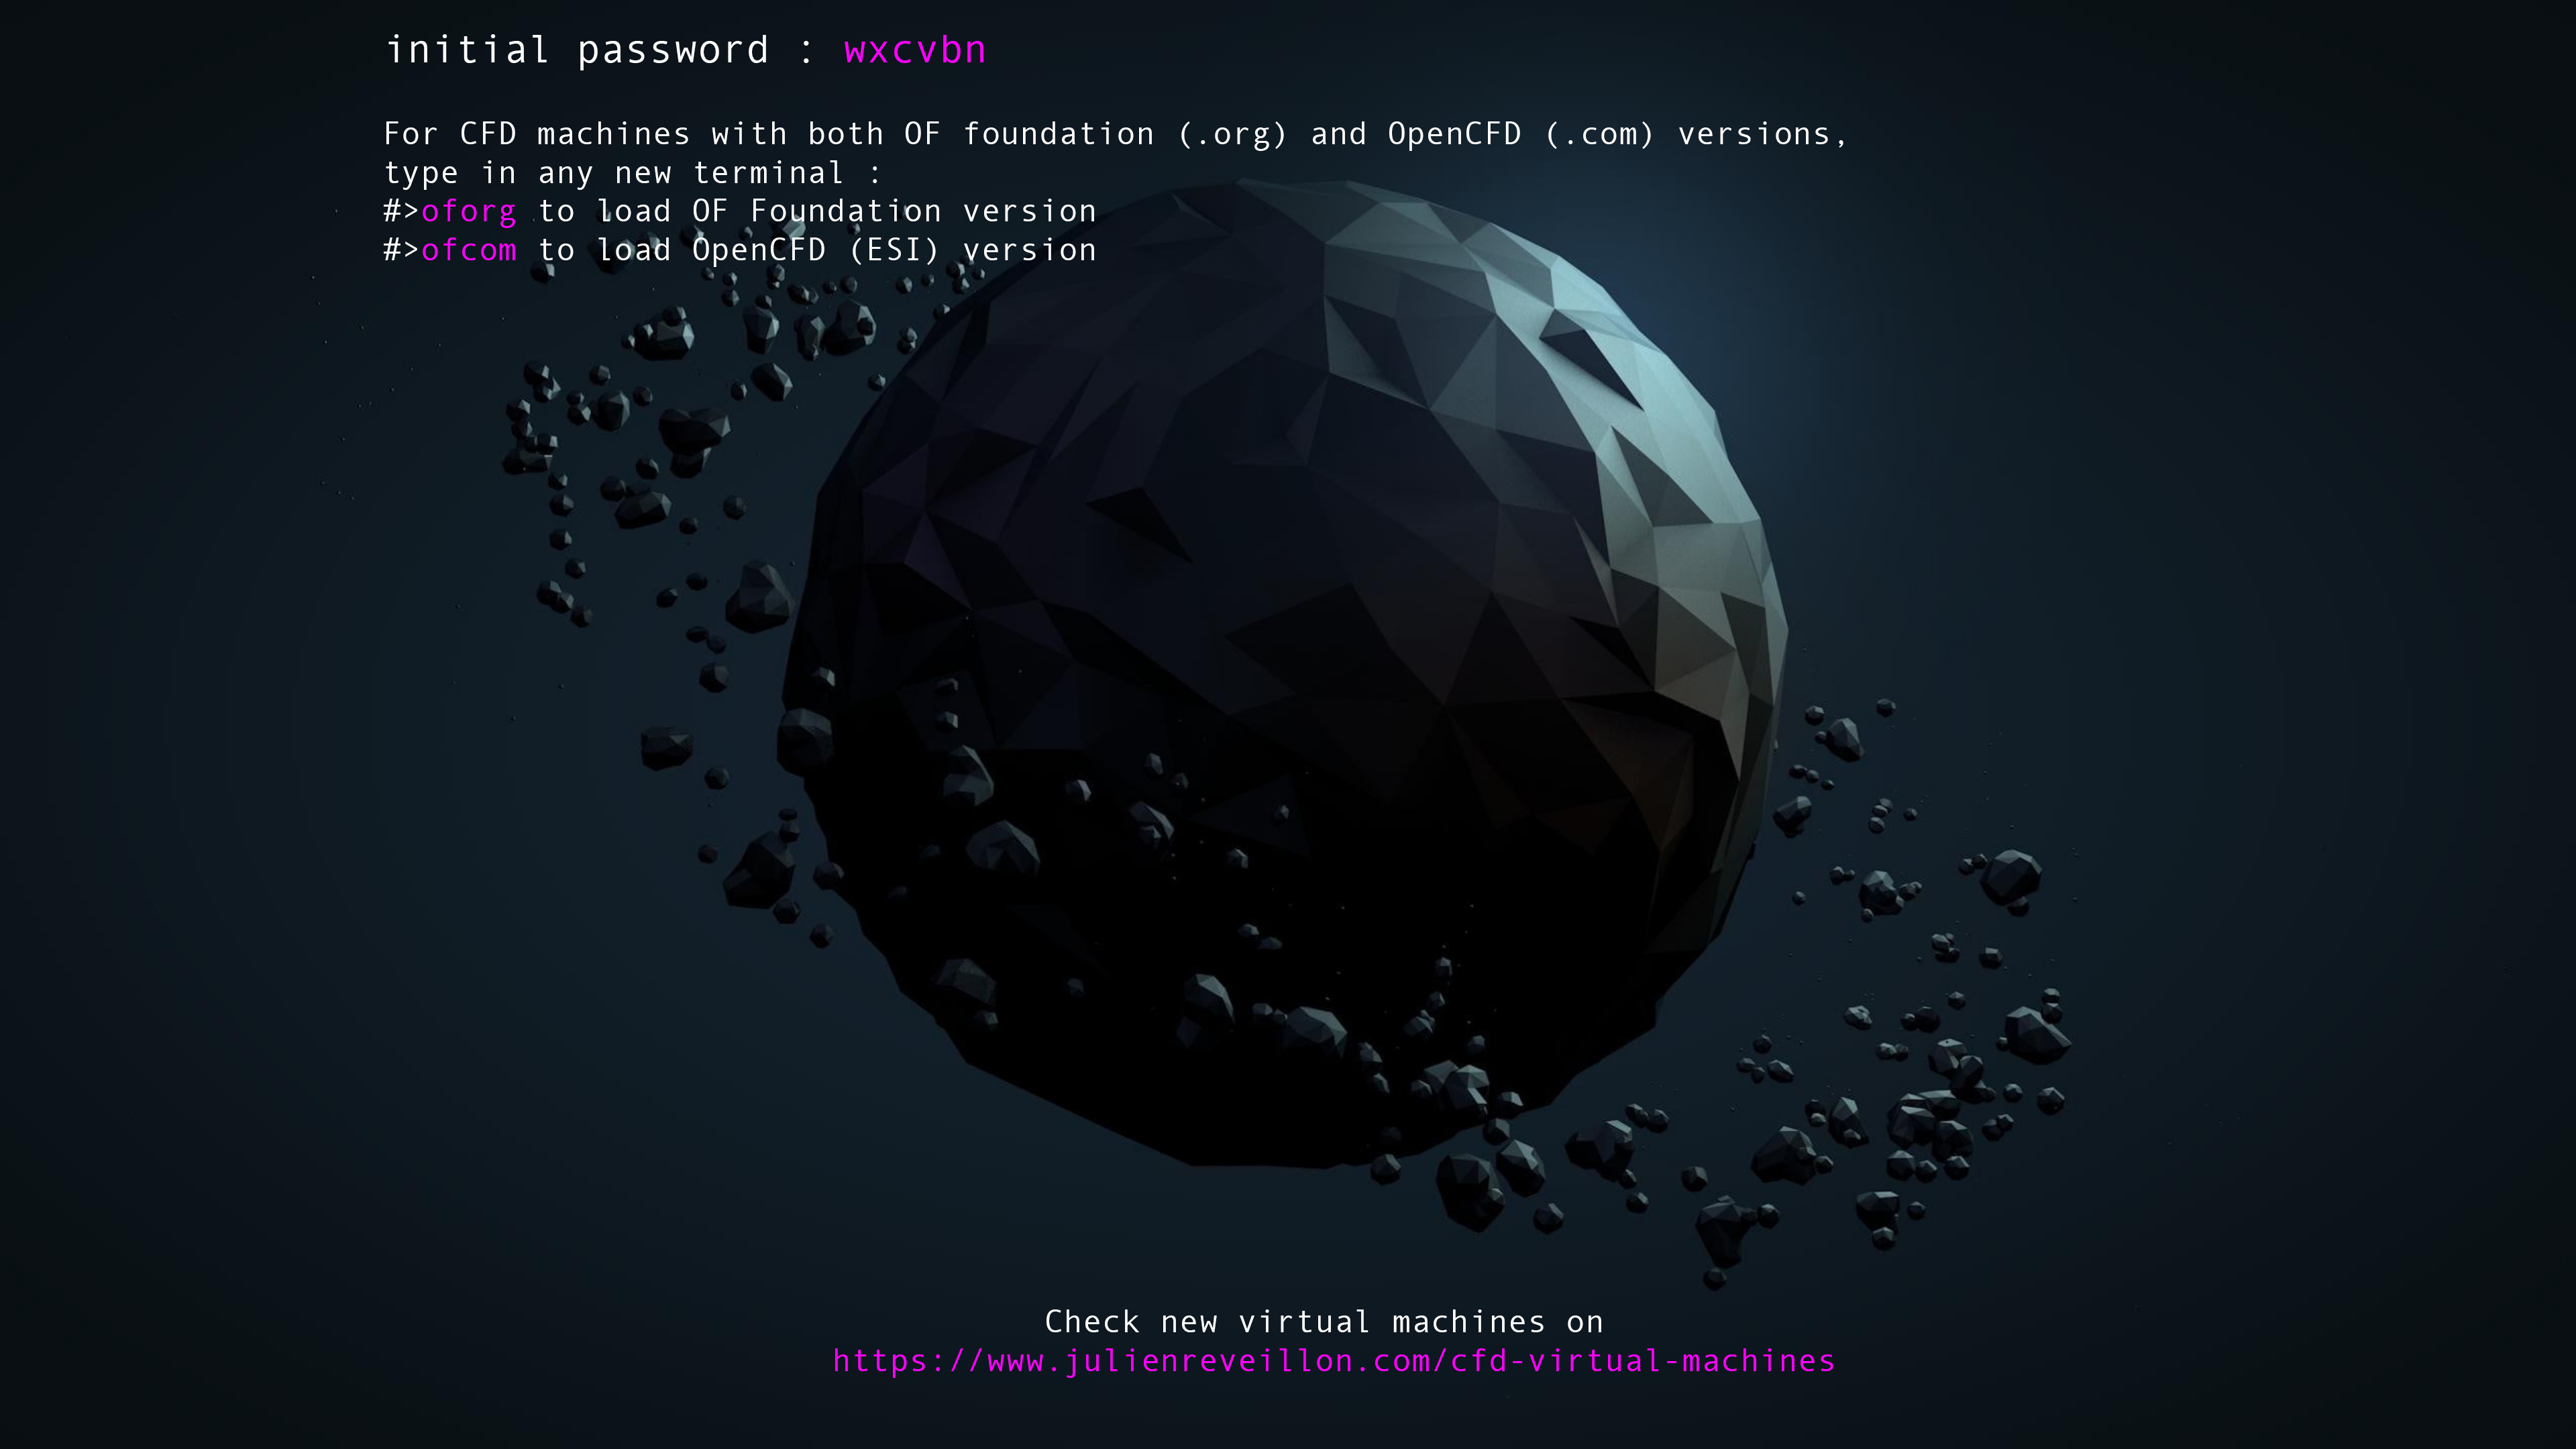 initial password : wxcvbn
For CFD machines with both OF foundation (.org) and OpenCFD (.com) versions,
type in any new terminal :
#>oforg to load OF Foundation version
#>ofcom to load OpenCFD (ESI) version
Check new virtual machines on
https://www.julienreveillon.com/cfd-virtual-machines